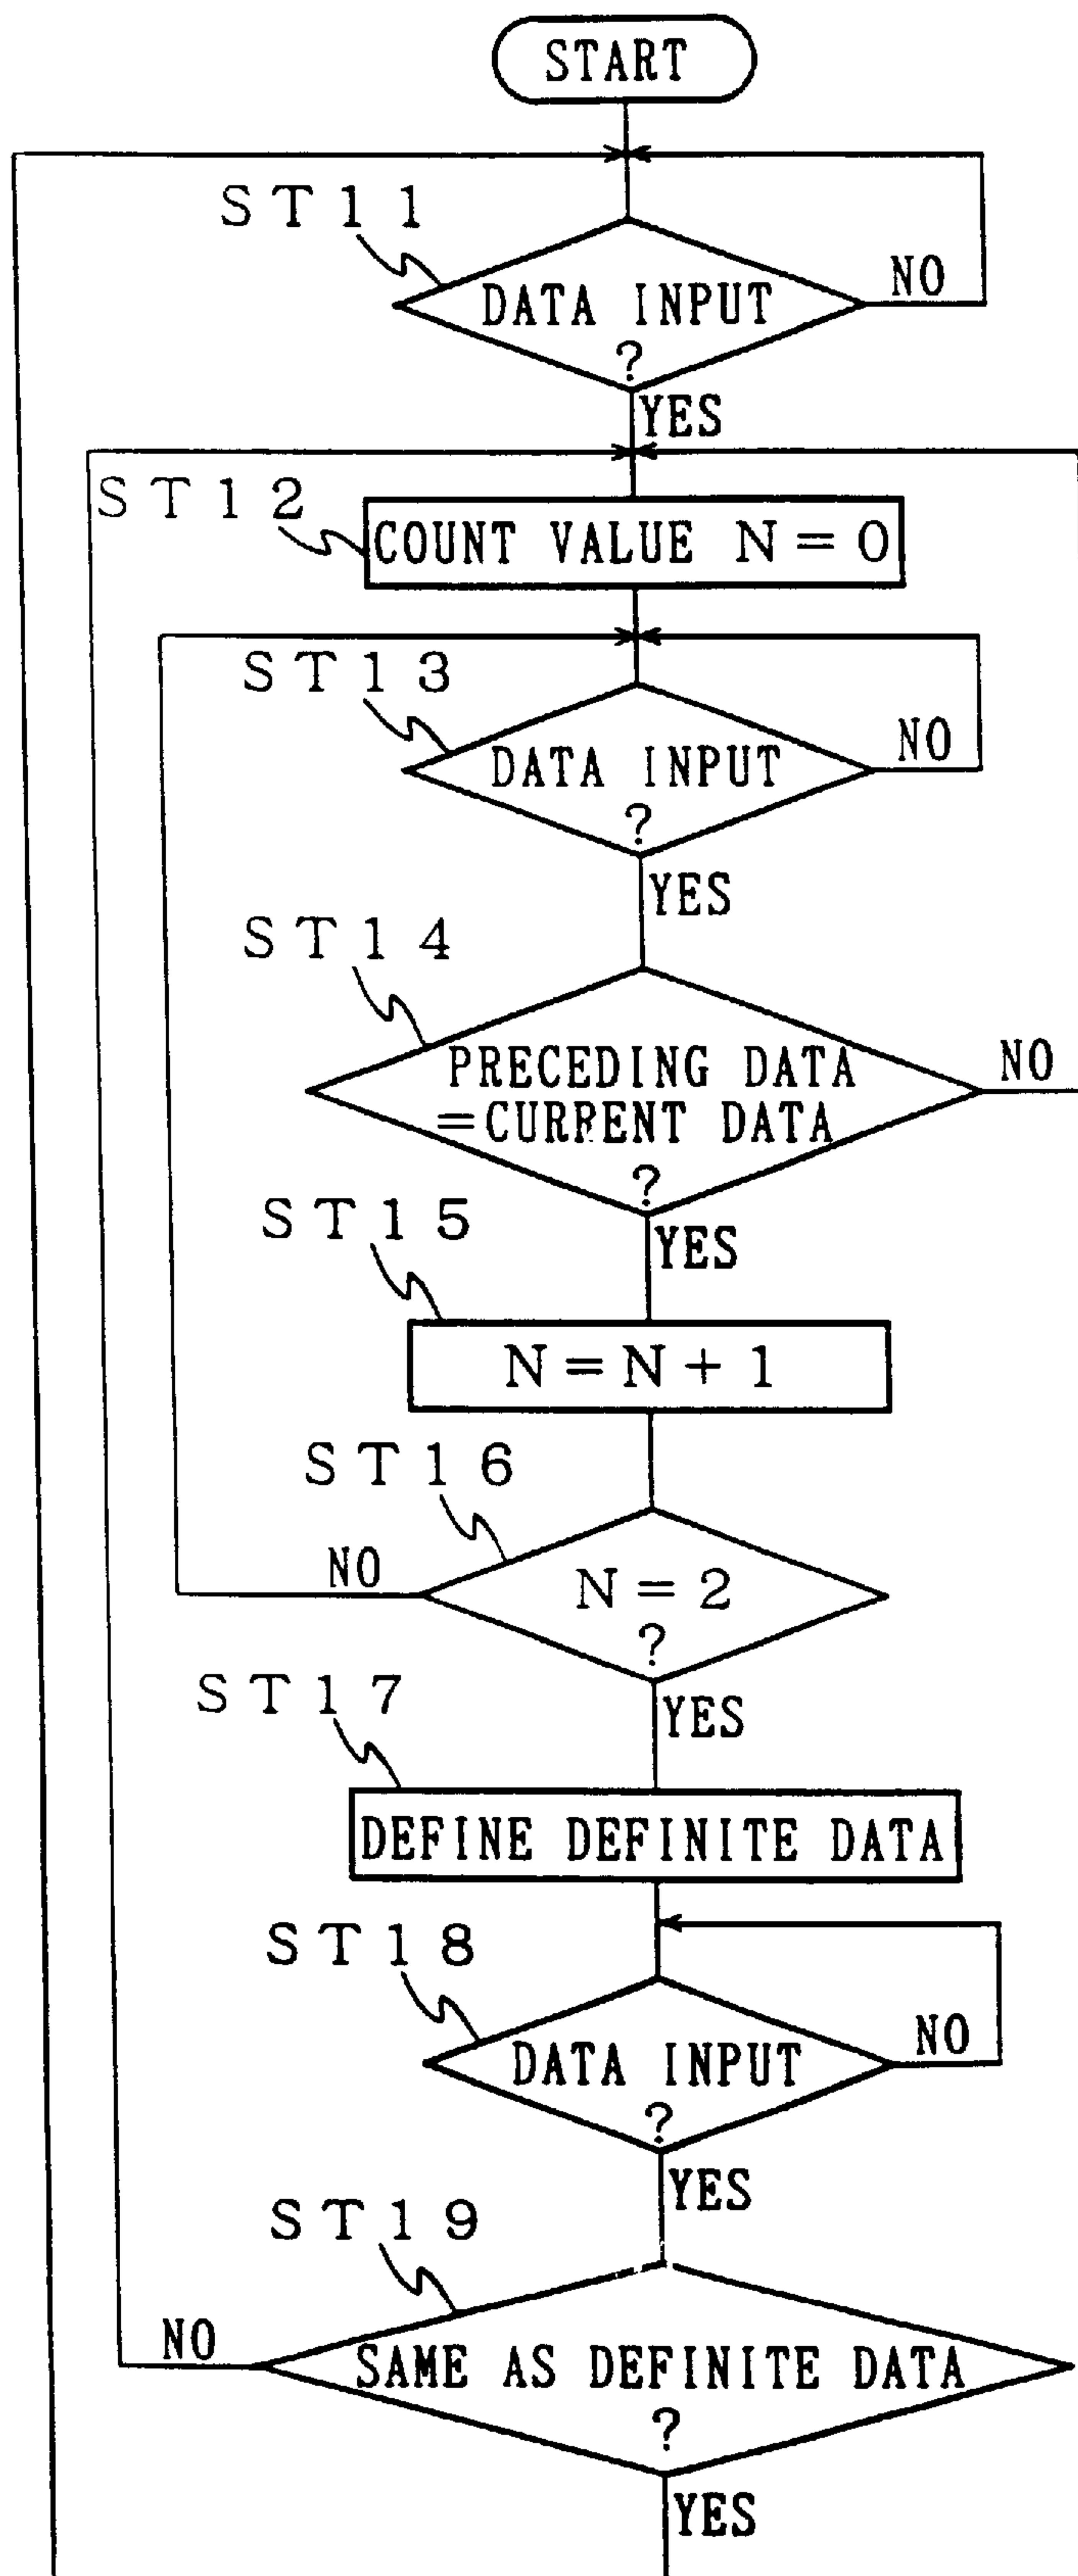 START
ST11
DATA INPUT
?
NO
YES
ST12
COUNT VALUE N=0
ST13
DATA INPUT
?
NO
YES
ST14
PRECEDING DATA
=CURRENT DATA
?
NO
YES
ST15
N=N+1
ST16
N=2
?
NO
YES
ST17
DEFINE DEFINITE DATA
ST18
DATA INPUT
?
NO
YES
ST19
SAME AS DEFINITE DATA
?
NO
YES